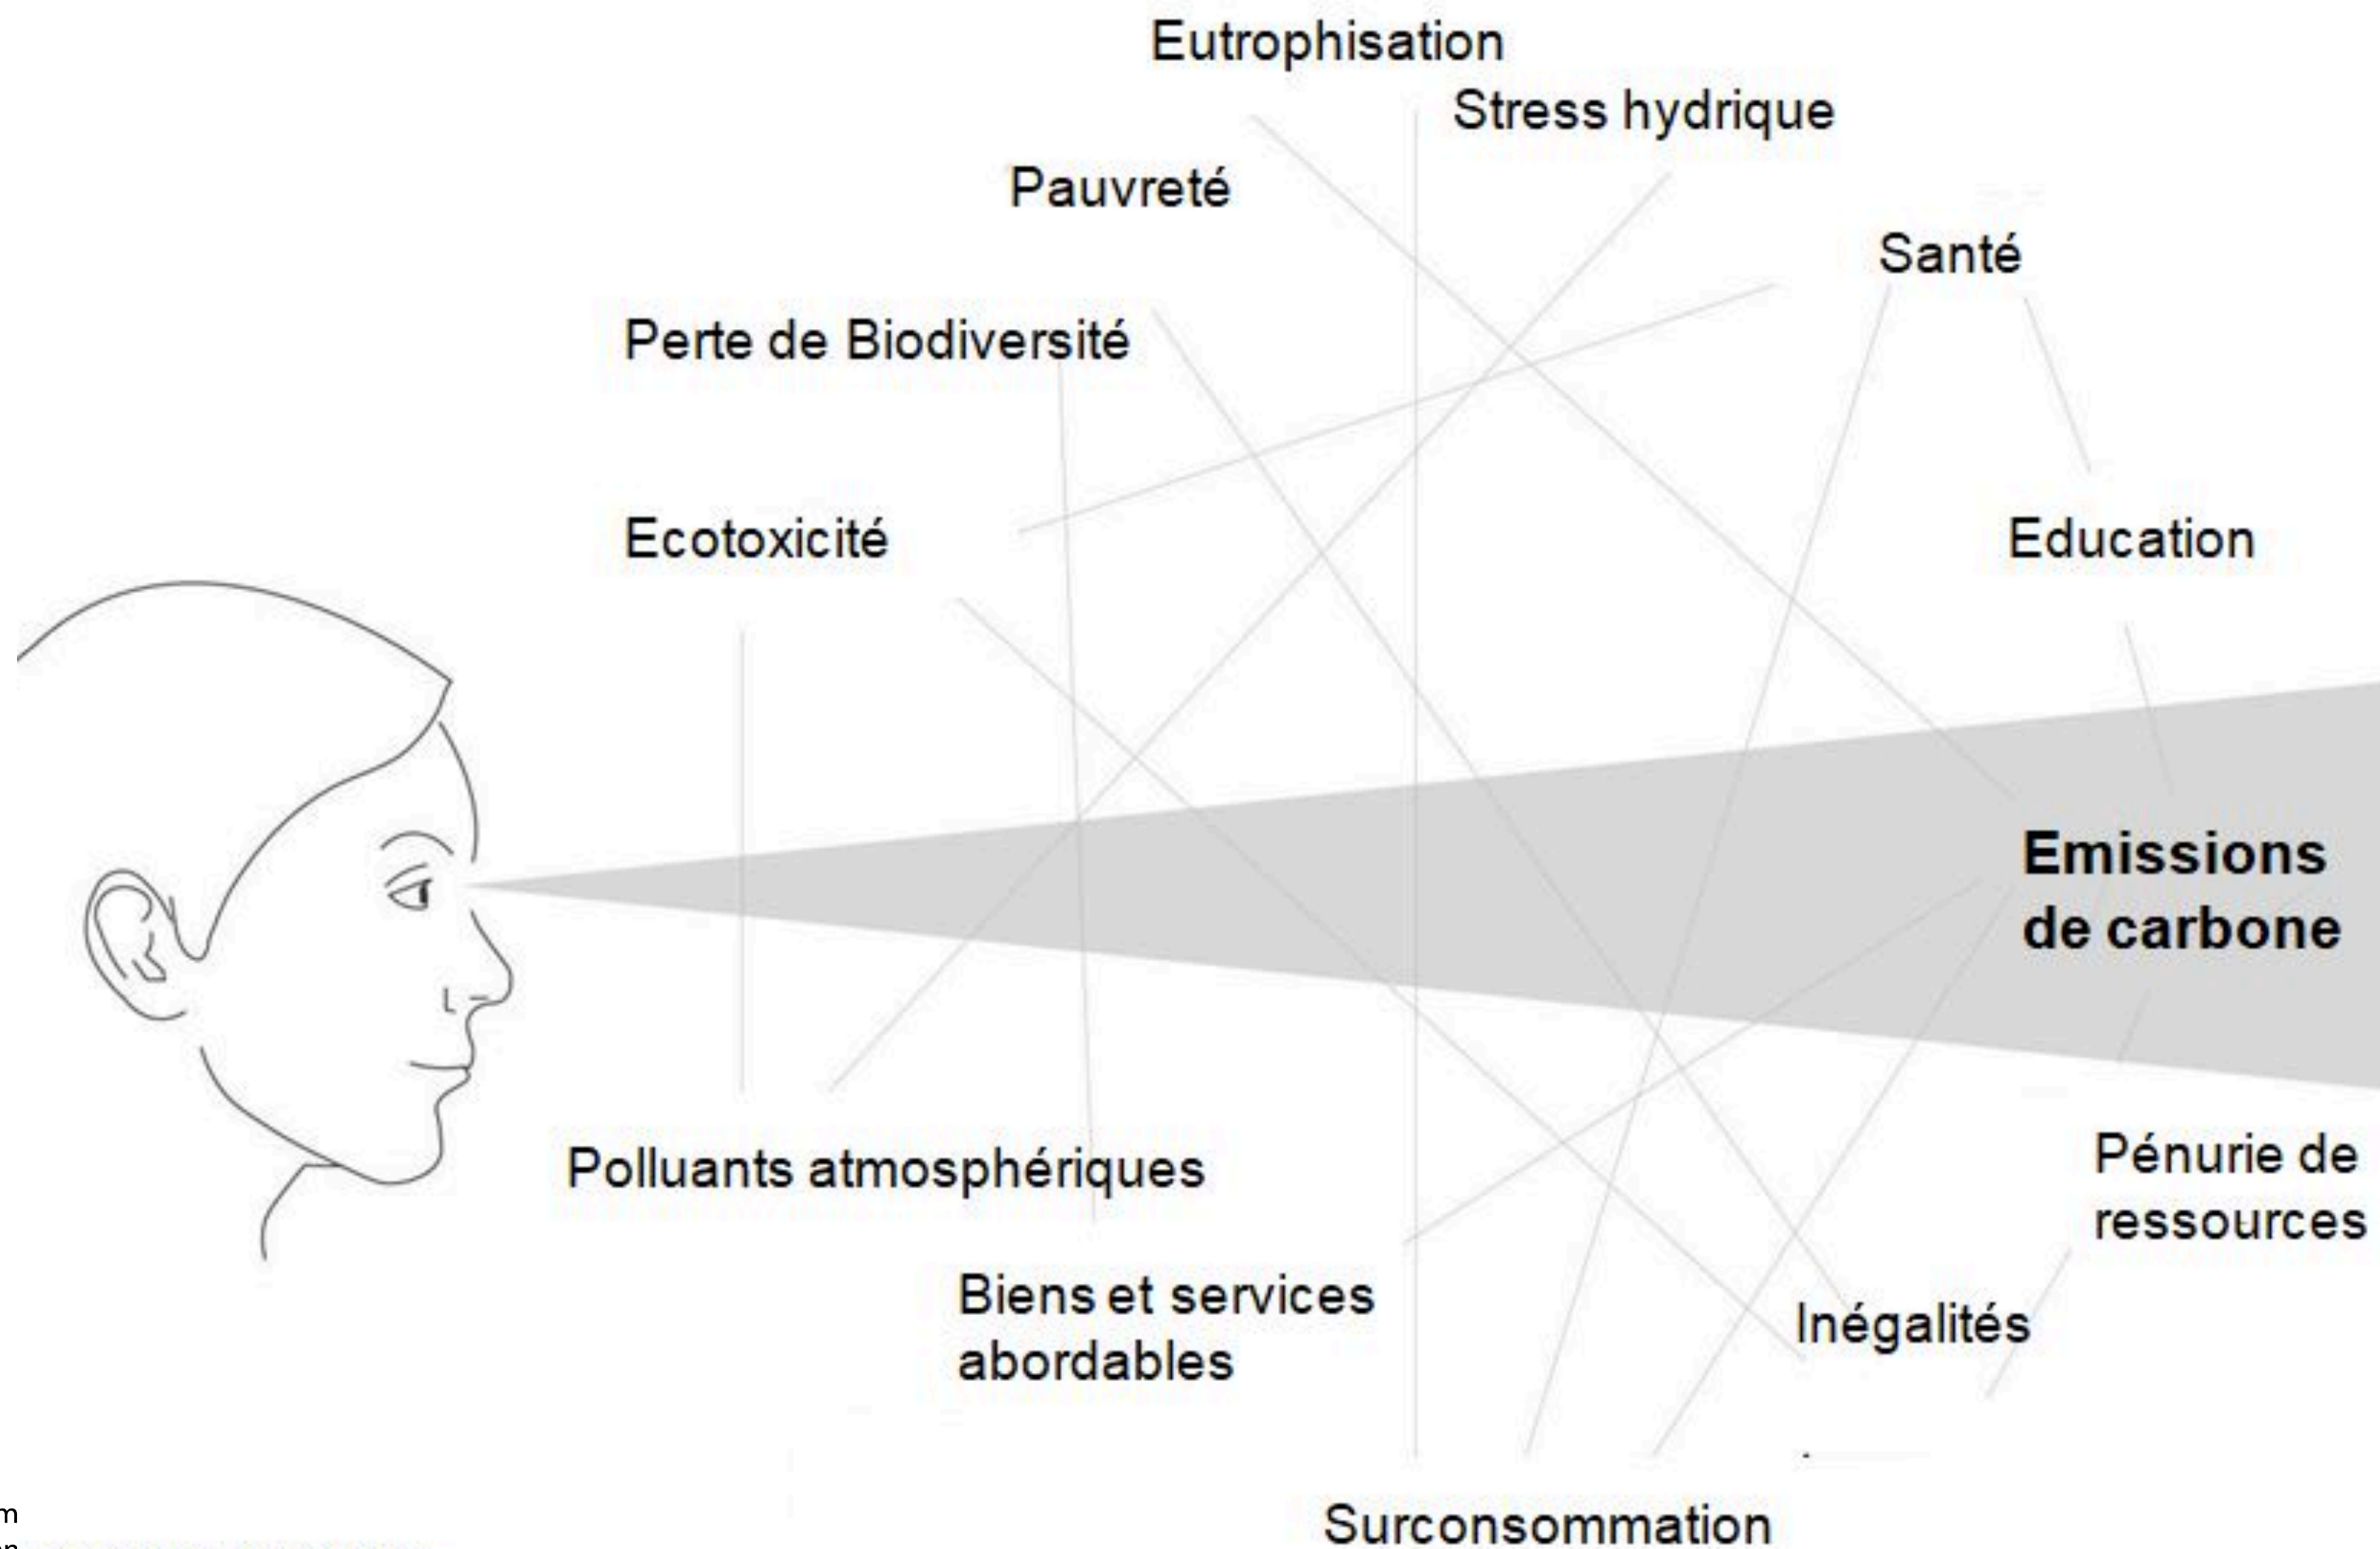 Eutrophisation
Stress hydrique
Pauvreté
Santé
Perte de Biodiversité
Ecotoxicité
Education
Emissions
de carbone
Polluants atmosphériques
Pénurie de
ressources
Biens et services
abordables
Inégalités
Surconsommation